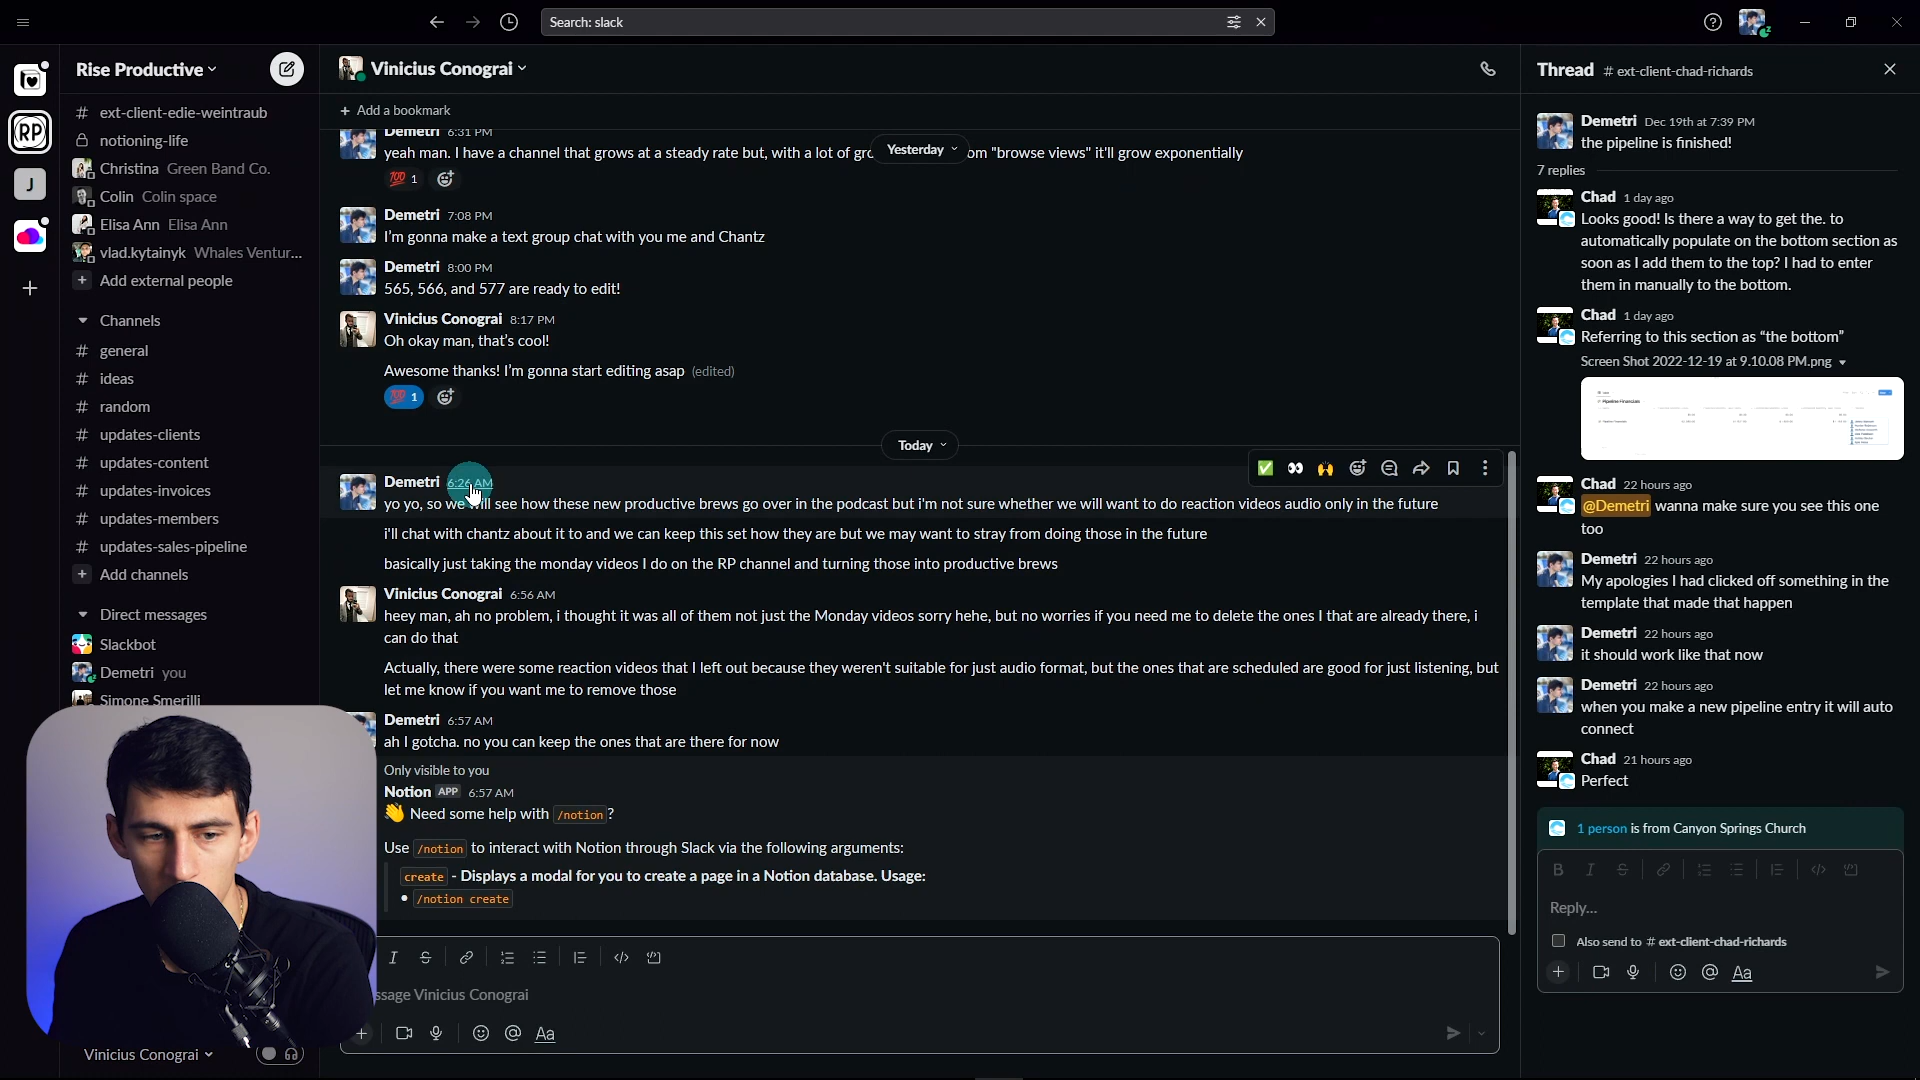 Search: slack
Rise Productive
RP
J
# ext-client-edie-weintraub
notioning-life
Christina Green Band Co.
Colin Colin space
Elisa Ann Elisa Ann
vlad.kytainyk Whales Ventur...
+ Add external people
Channels
# general
# ideas
# random
# updates-clients
# updates-content
# updates-invoices
# updates-members
# updates-sales-pipeline
+ Add channels
Direct messages
Slackbot
Demetri you
Simone Smerilli
Vinicius Conograi
Vinicius Conograi
+ Add a bookmark
Demetri 6:31 PM
Yesterday
yeah man. I have a channel that grows at a steady rate but, with a lot of gr om "browse views" it'll grow exponentially
💯 1
Demetri 7:08 PM
I'm gonna make a text group chat with you me and Chantz
Demetri 8:00 PM
565, 566, and 577 are ready to edit!
Vinicius Conograi 8:17 PM
Oh okay man, that's cool!
Awesome thanks! I'm gonna start editing asap (edited)
💯 1
Today
Demetri 6:26 AM
yo yo, so we will see how these new productive brews go over in the podcast but i'm not sure whether we will want to do reaction videos audio only in the future
i'll chat with chantz about it to and we can keep this set how they are but we may want to stray from doing those in the future
basically just taking the monday videos I do on the RP channel and turning those into productive brews
Vinicius Conograi 6:56 AM
heey man, ah no problem, i thought it was all of them not just the Monday videos sorry hehe, but no worries if you need me to delete the ones I that are already there, i
can do that
Actually, there were some reaction videos that I left out because they weren't suitable for just audio format, but the ones that are scheduled are good for just listening, but
let me know if you want me to remove those
Demetri 6:57 AM
ah I gotcha. no you can keep the ones that are there for now
Only visible to you
Notion APP 6:57 AM
👋 Need some help with /notion ?
Use /notion to interact with Notion through Slack via the following arguments:
create - Displays a modal for you to create a page in a Notion database. Usage:
• /notion create
ssage Vinicius Conograi
Aa
Thread # ext-client-chad-richards
Demetri Dec 19th at 7:39 PM
the pipeline is finished!
7 replies
Chad 1 day ago
Looks good! Is there a way to get the. to
automatically populate on the bottom section as
soon as I add them to the top? I had to enter
them in manually to the bottom.
Chad 1 day ago
Referring to this section as “the bottom”
Screen Shot 2022-12-19 at 9.10.08 PM.png
Pipeline Financials
Chad 22 hours ago
@Demetri wanna make sure you see this one
too
Demetri 22 hours ago
My apologies I had clicked off something in the
template that made that happen
Demetri 22 hours ago
it should work like that now
Demetri 22 hours ago
when you make a new pipeline entry it will auto
connect
Chad 21 hours ago
Perfect
1 person is from Canyon Springs Church
Reply...
Also send to # ext-client-chad-richards
Aa